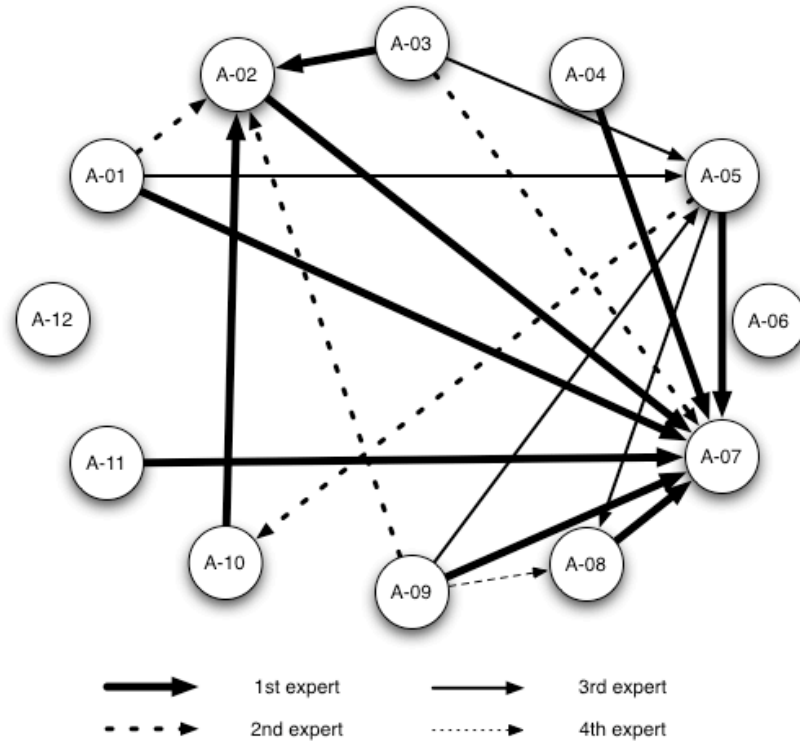 A-03
A-02
A-04
A-01
A-05
A-12
A-06
A-11
A-07
A-10
A-08
A-09
1st expert
3rd expert
2nd expert
4th expert